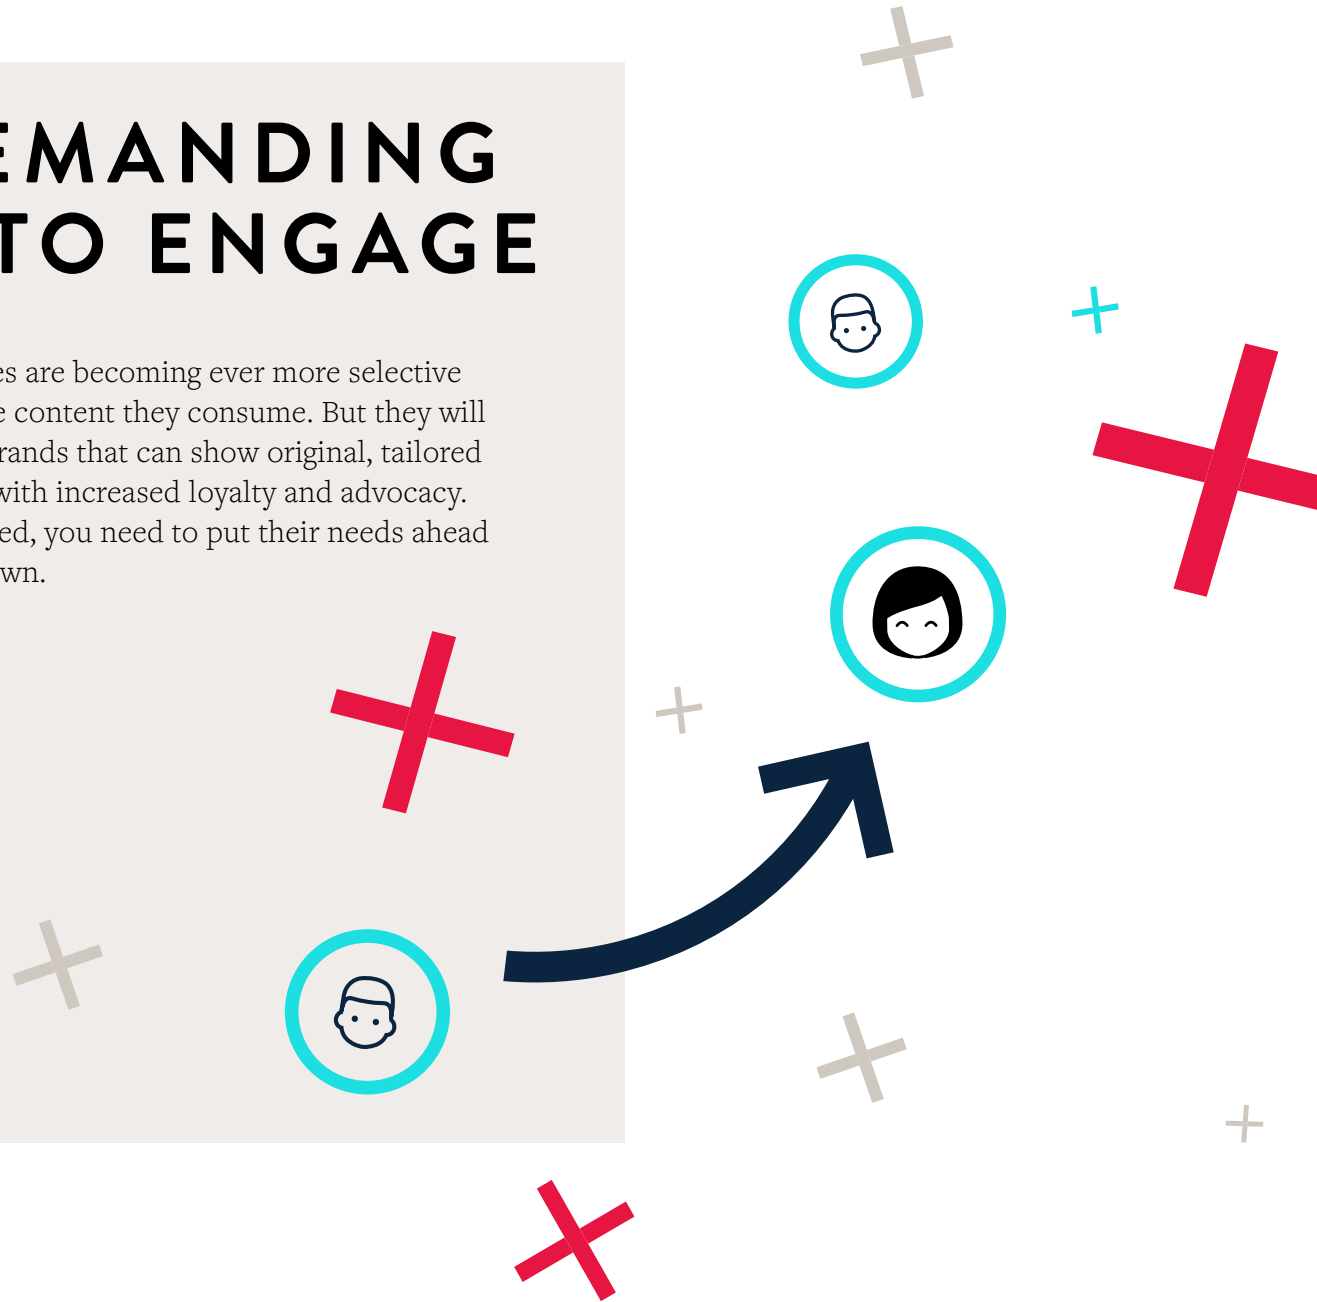 EMANDING
TO ENGAGE
es are becoming ever more selective
e content they consume. But they will
rands that can show original, tailored
with increased loyalty and advocacy.
ed, you need to put their needs ahead
wn.